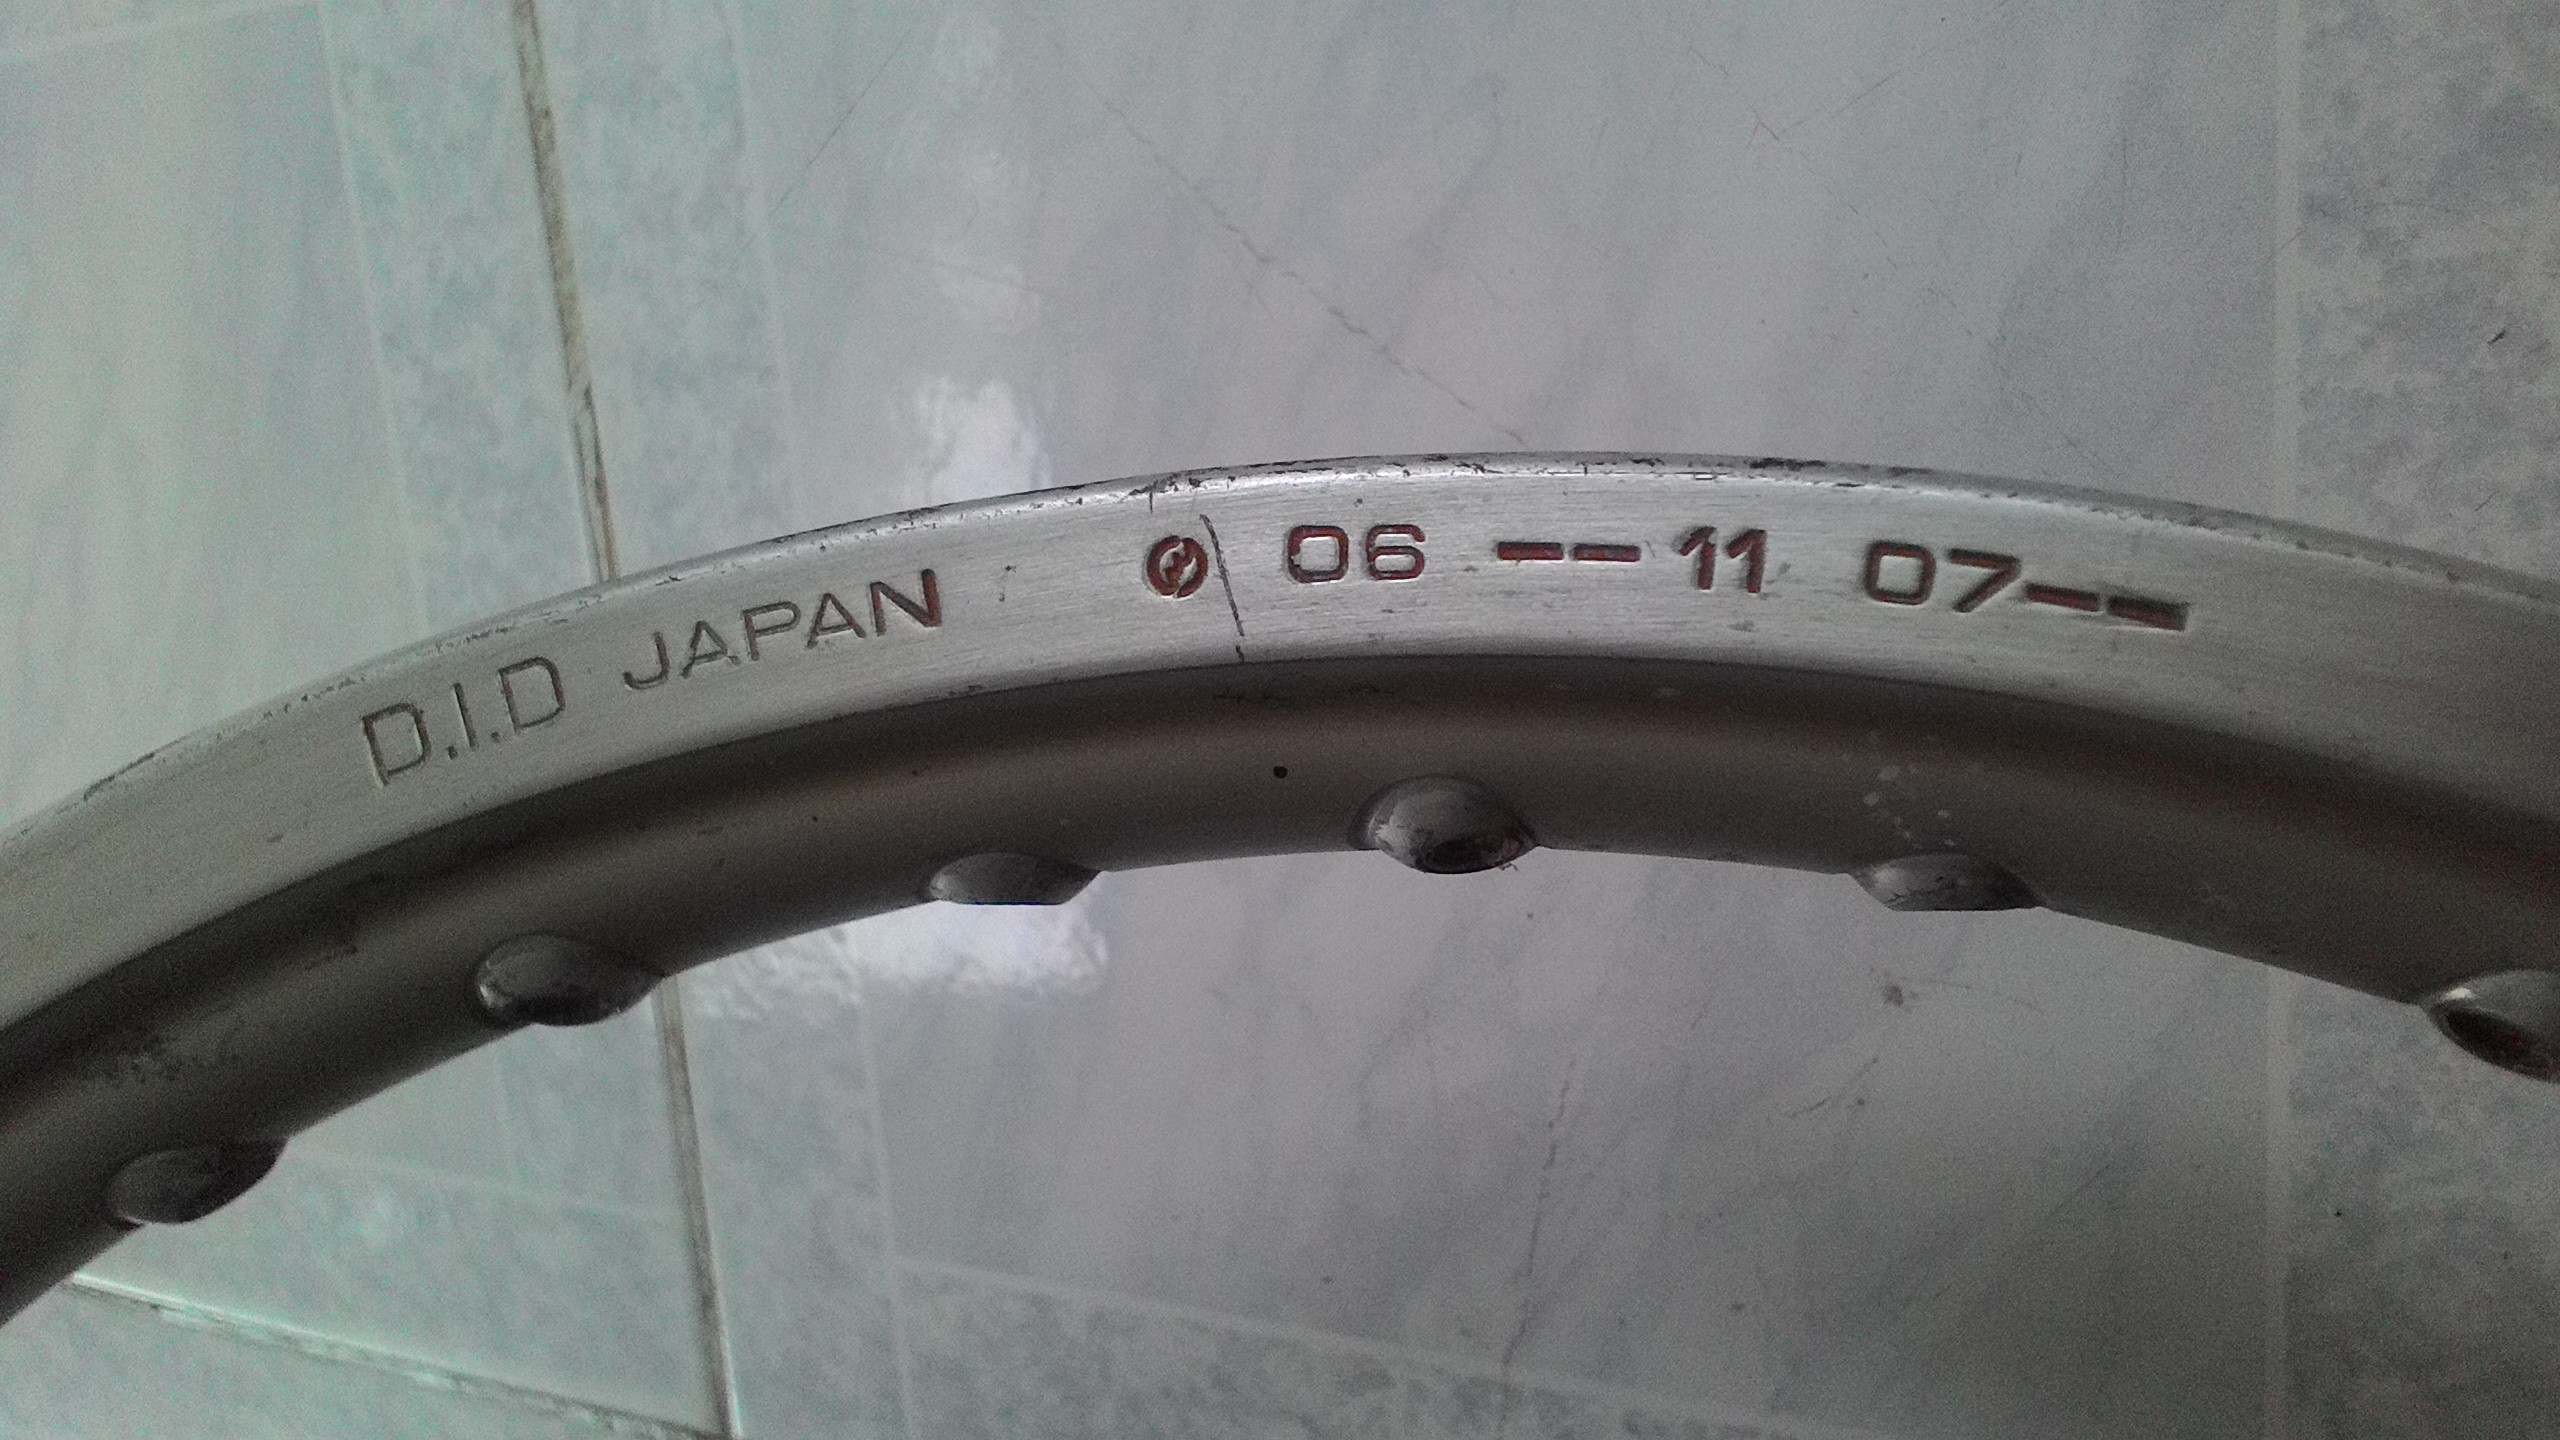 D.I.D JAPAN 06 -- 11 07--